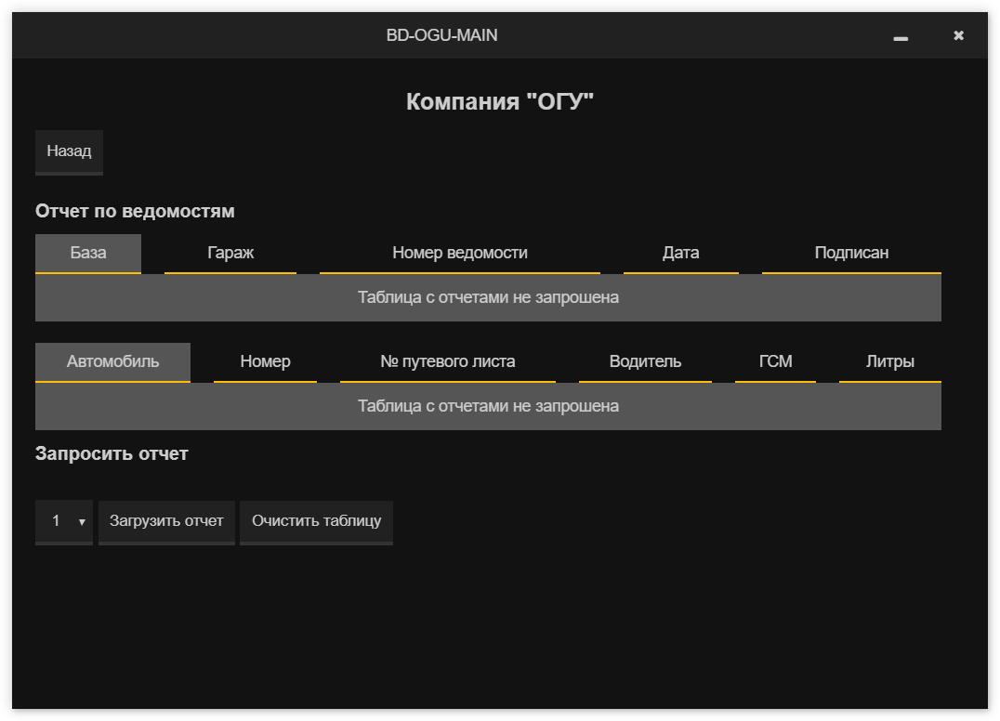 BD-OGU-MAIN
Компания "ОГУ"
Назад
Отчет по ведомостям
База Гараж Номер ведомости Дата Подписан
Таблица с отчетами не запрошена
Автомобиль Номер № путевого листа Водитель ГСМ Литры
Таблица с отчетами не запрошена
Запросить отчет
1 Загрузить отчет Очистить таблицу